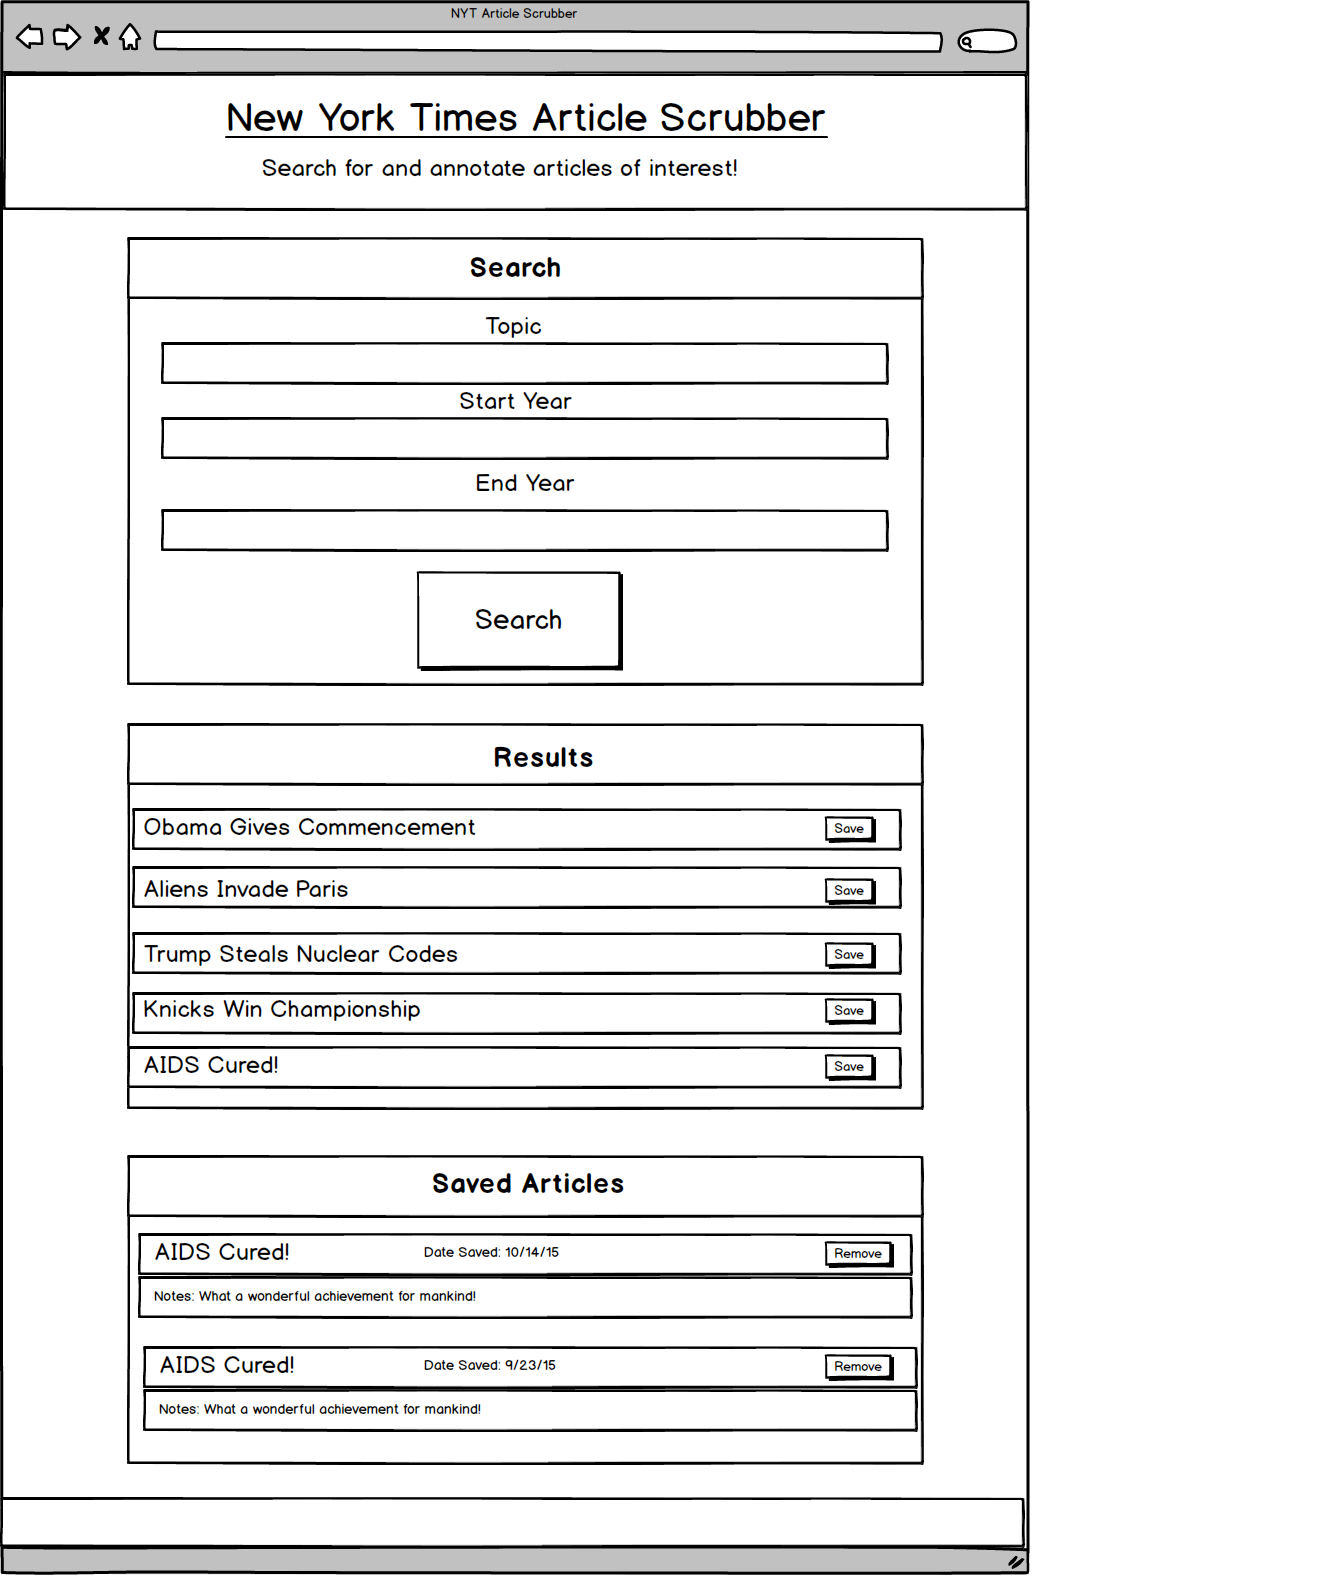 NYT Article Scrubber
New York Times Article Scrubber
Search for and annotate articles of interest!
Search
Topic
Start Year
End Year
Search
Results
Obama Gives Commencement Save
Aliens Invade Paris Save
Trump Steals Nuclear Codes Save
Knicks Win Championship Save
AIDS Cured! Save
Saved Articles
AIDS Cured! Date Saved: 10/14/15 Remove
Notes: What a wonderful achievement for mankind!
AIDS Cured! Date Saved: 9/23/15 Remove
Notes: What a wonderful achievement for mankind!